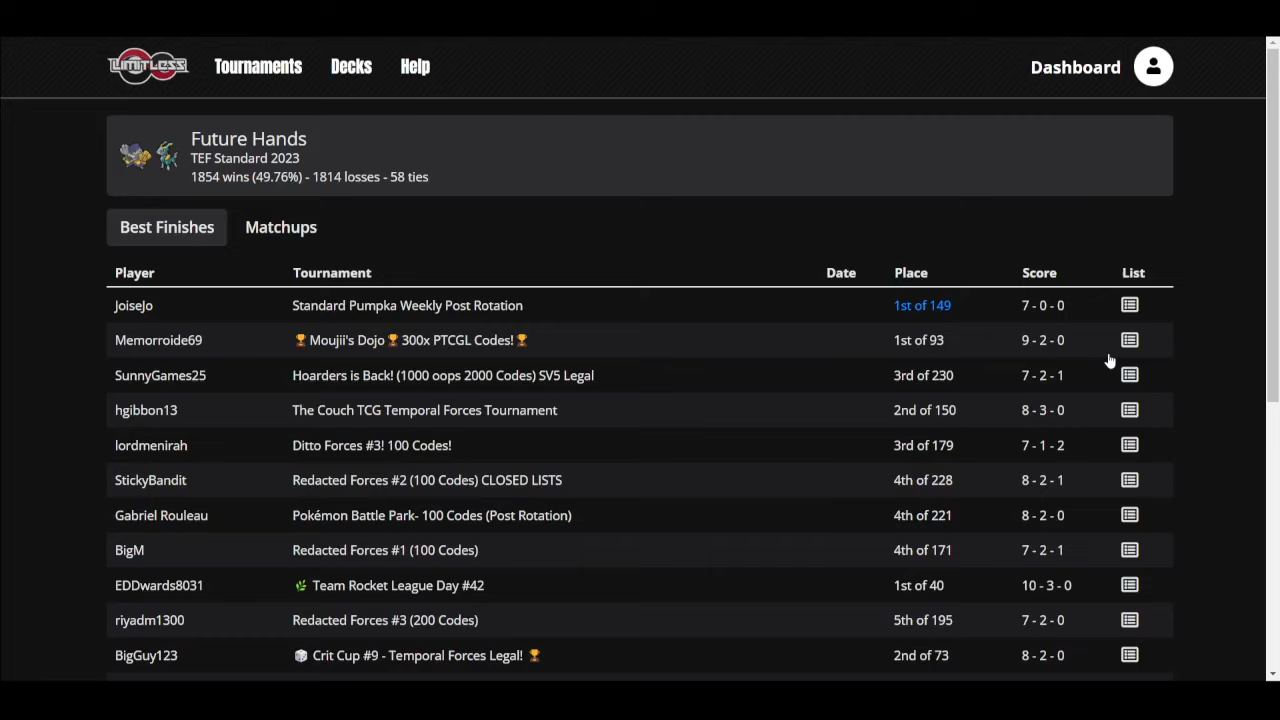 LIMITLESS Tournaments Decks Help Dashboard
Future Hands
TEF Standard 2023
1854 wins (49.76%) - 1814 losses - 58 ties
Best Finishes Matchups
Player Tournament Date Place Score List
JoiseJo Standard Pumpka Weekly Post Rotation 1st of 149 7 - 0 - 0
Memorroide69 🏆Moujii's Dojo🏆300x PTCGL Codes!🏆 1st of 93 9 - 2 - 0
SunnyGames25 Hoarders is Back! (1000 oops 2000 Codes) SV5 Legal 3rd of 230 7 - 2 - 1
hgibbon13 The Couch TCG Temporal Forces Tournament 2nd of 150 8 - 3 - 0
lordmenirah Ditto Forces #3! 100 Codes! 3rd of 179 7 - 1 - 2
StickyBandit Redacted Forces #2 (100 Codes) CLOSED LISTS 4th of 228 8 - 2 - 1
Gabriel Rouleau Pokémon Battle Park- 100 Codes (Post Rotation) 4th of 221 8 - 2 - 0
BigM Redacted Forces #1 (100 Codes) 4th of 171 7 - 2 - 1
EDDwards8031 🌿 Team Rocket League Day #42 1st of 40 10 - 3 - 0
riyadm1300 Redacted Forces #3 (200 Codes) 5th of 195 7 - 2 - 0
BigGuy123 🎲 Crit Cup #9 - Temporal Forces Legal! 🏆 2nd of 73 8 - 2 - 0